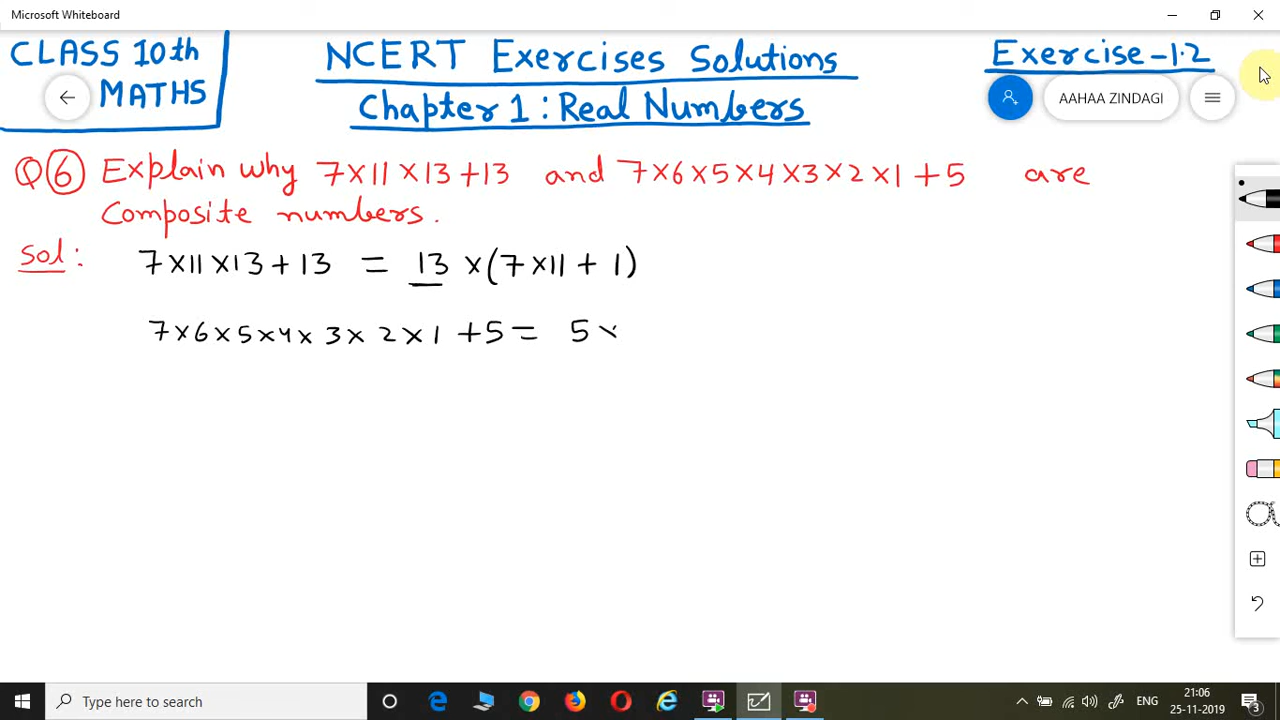 Microsoft Whiteboard
CLASS 10th
MATHS
NCERT Exercises Solutions
Chapter 1 : Real Numbers
Exercise-1.2
AAHAA ZINDAGI
Q6 Explain why 7×11×13+13 and 7×6×5×4×3×2×1+5 are
Composite numbers.
Sol: 7×11×13+13 = 13×(7×11+1)
7×6×5×4×3×2×1+5= 5×
Type here to search
ENG
21:06
25-11-2019
3